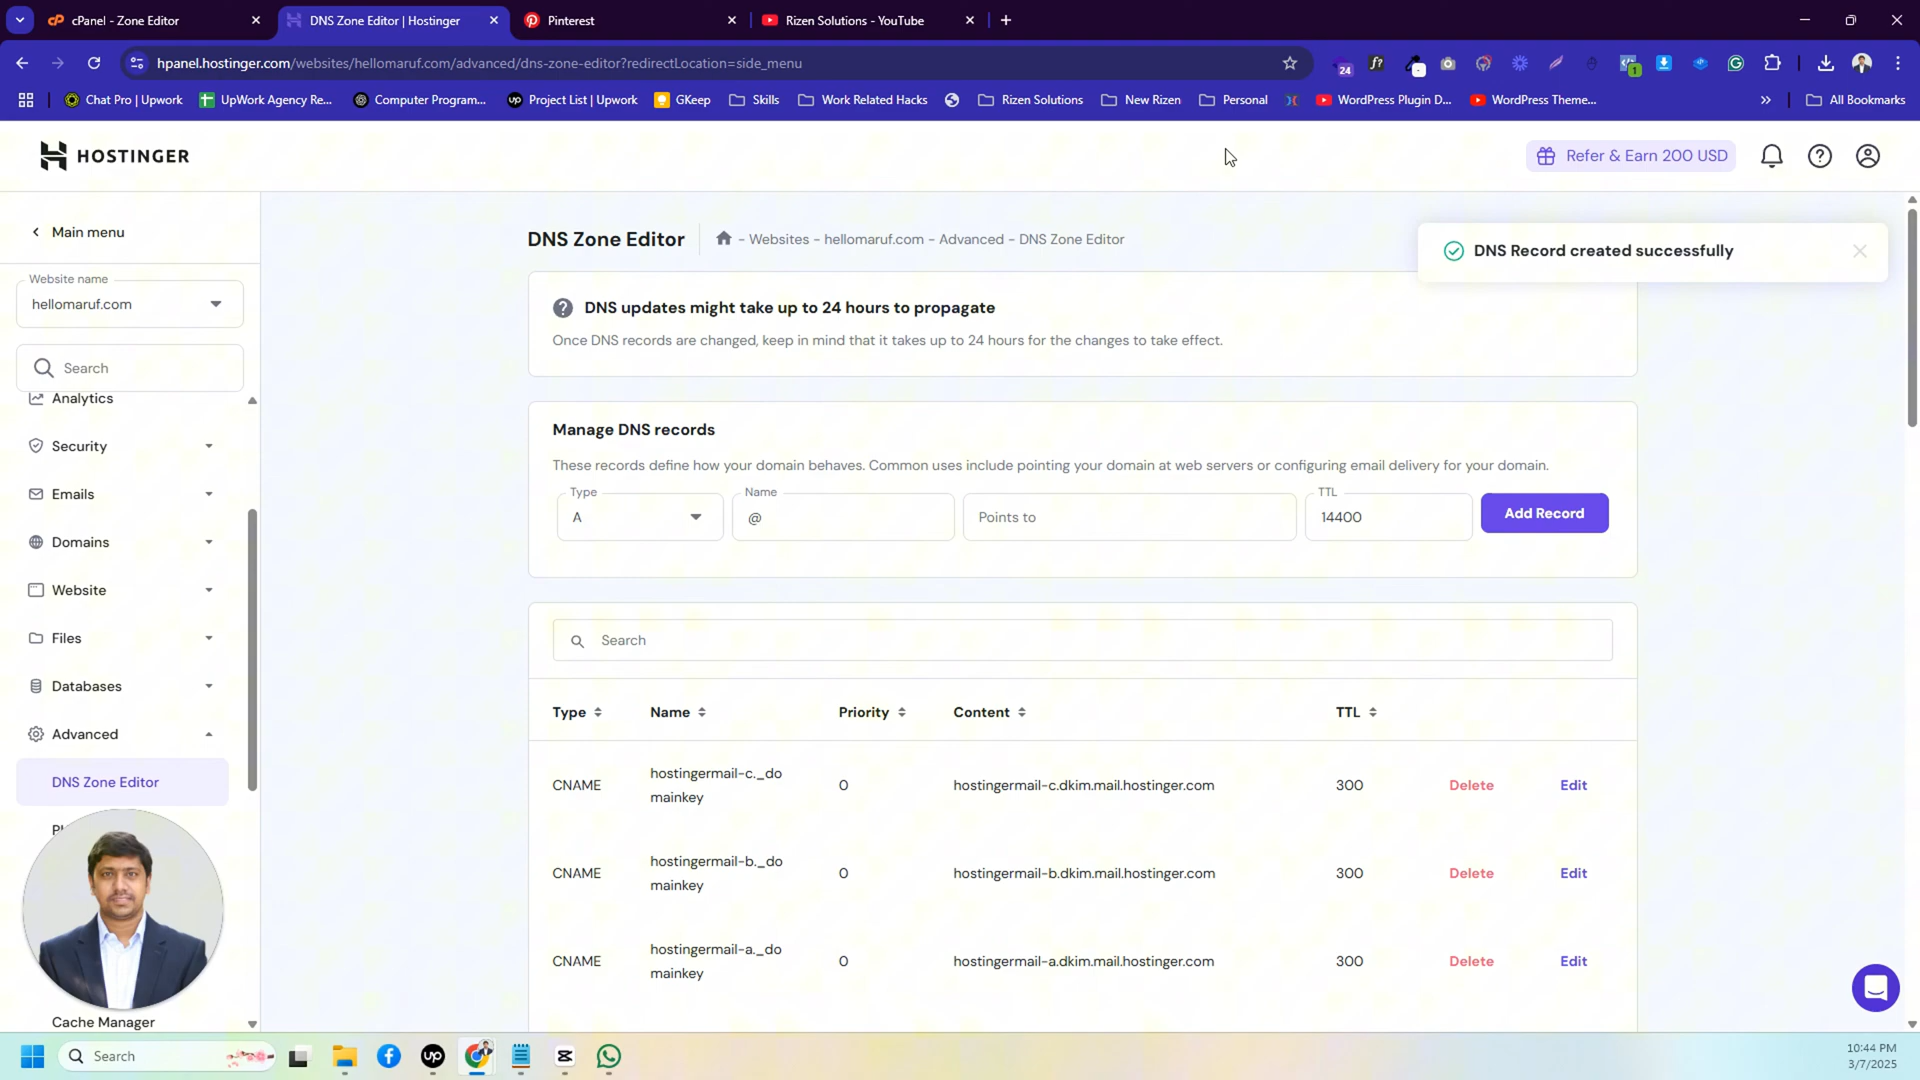 cPanel - Zone Editor
DNS Zone Editor | Hostinger
Pinterest
Rizen Solutions - YouTube
hpanel.hostinger.com/websites/hellomaruf.com/advanced/dns-zone-editor?redirectLocation=side_menu
24
f?
1
Chat Pro | Upwork
UpWork Agency Re...
Computer Program...
up
Project List | Upwork
GKeep
Skills
Work Related Hacks
Rizen Solutions
New Rizen
Personal
WordPress Plugin D...
WordPress Theme...
All Bookmarks
HOSTINGER
Refer & Earn 200 USD
Main menu
DNS Zone Editor
- Websites - hellomaruf.com - Advanced - DNS Zone Editor
DNS Record created successfully
Website name
hellomaruf.com
DNS updates might take up to 24 hours to propagate
Once DNS records are changed, keep in mind that it takes up to 24 hours for the changes to take effect.
Search
Analytics
Security
Emails
Domains
Website
Files
Databases
Advanced
DNS Zone Editor
Cache Manager
Manage DNS records
These records define how your domain behaves. Common uses include pointing your domain at web servers or configuring email delivery for your domain.
Type
Name
TTL
A
@
Points to
14400
Add Record
Search
Type
Name
Priority
Content
TTL
CNAME
hostingermail-c._do
mainkey
0
hostingermail-c.dkim.mail.hostinger.com
300
Delete
Edit
CNAME
hostingermail-b._do
mainkey
0
hostingermail-b.dkim.mail.hostinger.com
300
Delete
Edit
CNAME
hostingermail-a._do
mainkey
0
hostingermail-a.dkim.mail.hostinger.com
300
Delete
Edit
Search
up
10:44 PM
3/7/2025